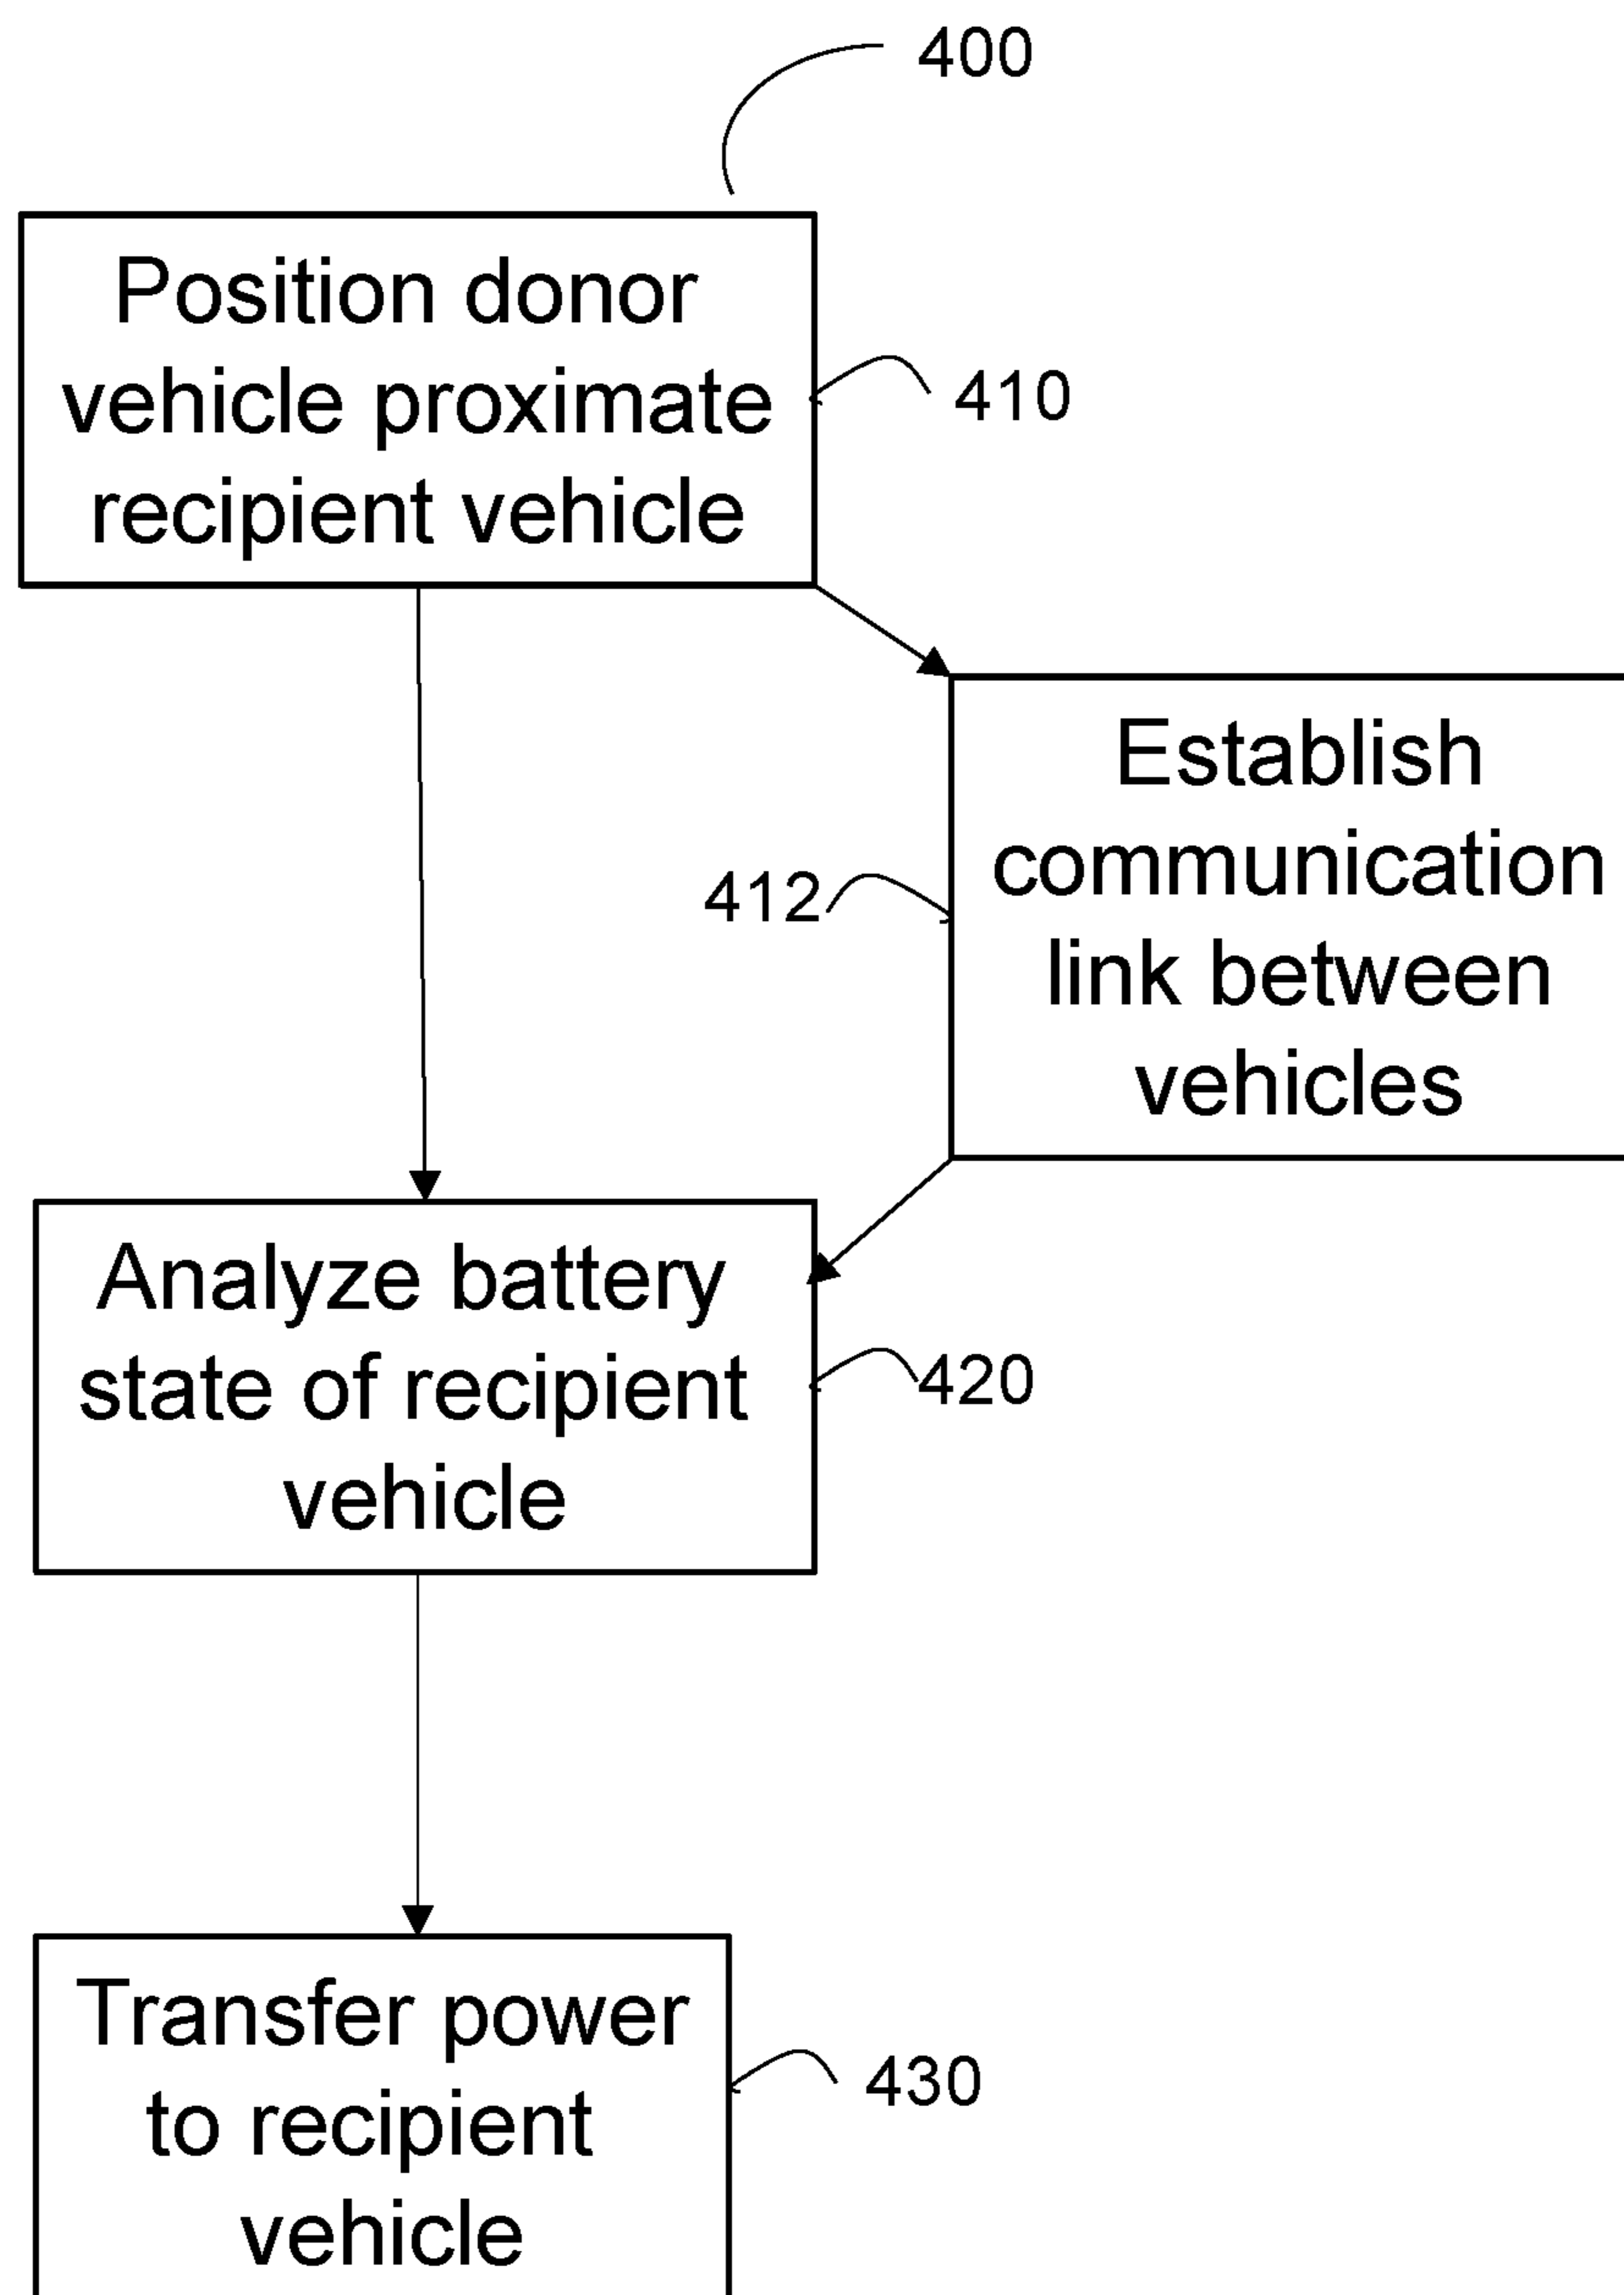 400
Position donor
vehicle proximate
recipient vehicle
410
Establish
communication
link between
vehicles
412
Analyze battery
state of recipient
vehicle
420
Transfer power
to recipient
vehicle
430